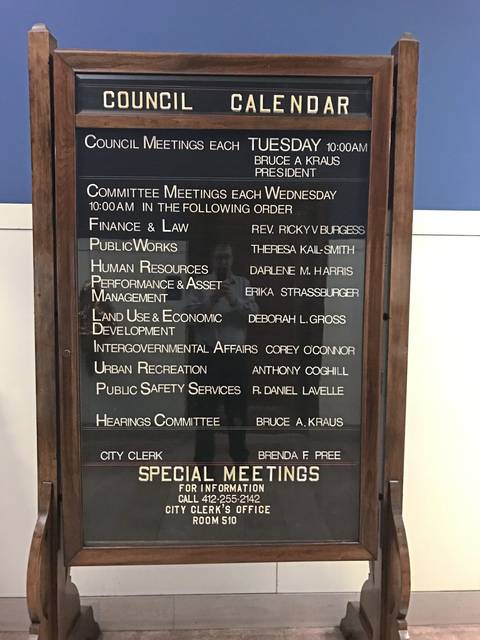 COUNCIL CALENDAR
COUNCIL MEETINGS EACH TUESDAY 10:00AM
BRUCE A KRAUS
PRESIDENT
COMMITTEE MEETINGS EACH WEDNESDAY
10:00AM IN THE FOLLOWING ORDER
FINANCE & LAW REV. RICKY V BURGESS
PUBLIC WORKS THERESA KAIL-SMITH
HUMAN RESOURCES DARLENE M. HARRIS
PERFORMANCE & ASSET
MANAGEMENT ERIKA STRASSBURGER
LAND USE & ECONOMIC
DEVELOPMENT DEBORAH L. GROSS
INTERGOVERNMENTAL AFFAIRS COREY O'CONNOR
URBAN RECREATION ANTHONY COGHILL
PUBLIC SAFETY SERVICES R. DANIEL LAVELLE
HEARINGS COMMITTEE BRUCE A. KRAUS
CITY CLERK BRENDA F. PREE
SPECIAL MEETINGS
FOR INFORMATION
CALL 412-255-2142
CITY CLERK'S OFFICE
ROOM 510